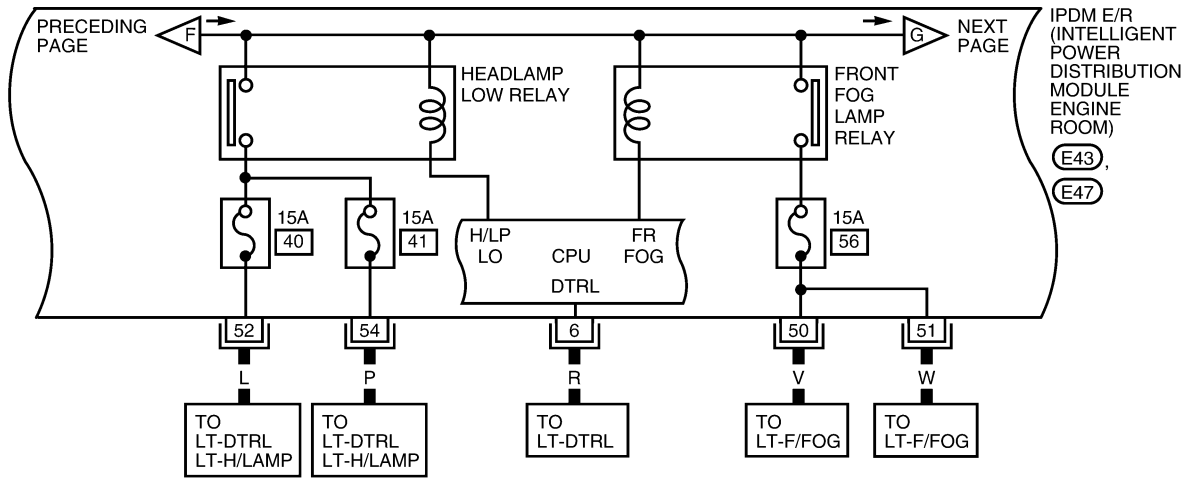 PRECEDING
PAGE
F
G
NEXT
PAGE
IPDM E/R
(INTELLIGENT
POWER
DISTRIBUTION
MODULE
ENGINE
ROOM)
E43 ,
E47
HEADLAMP
LOW RELAY
FRONT
FOG
LAMP
RELAY
15A
40
15A
41
H/LP
LO
CPU
DTRL
FR
FOG
15A
56
52
54
6
50
51
L
P
R
V
W
TO
LT-DTRL
LT-H/LAMP
TO
LT-DTRL
LT-H/LAMP
TO
LT-DTRL
TO
LT-F/FOG
TO
LT-F/FOG